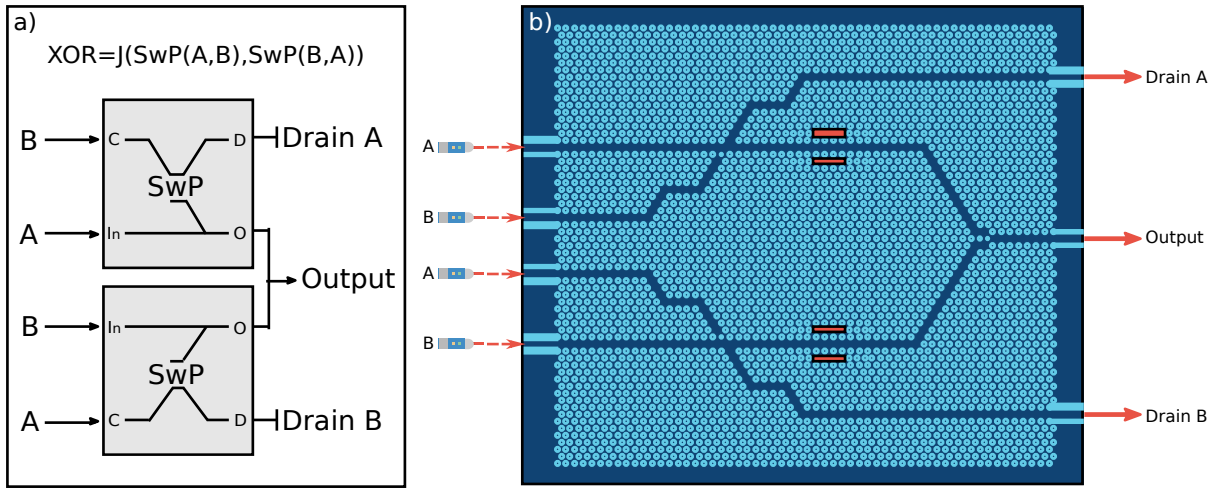 a)
XOR=J(SwP(A,B),SwP(B,A))
B
C
D
Drain A
SwP
A
In
O
Output
B
In
O
SwP
A
C
D
Drain B
b)
A
B
A
B
Drain A
Output
Drain B